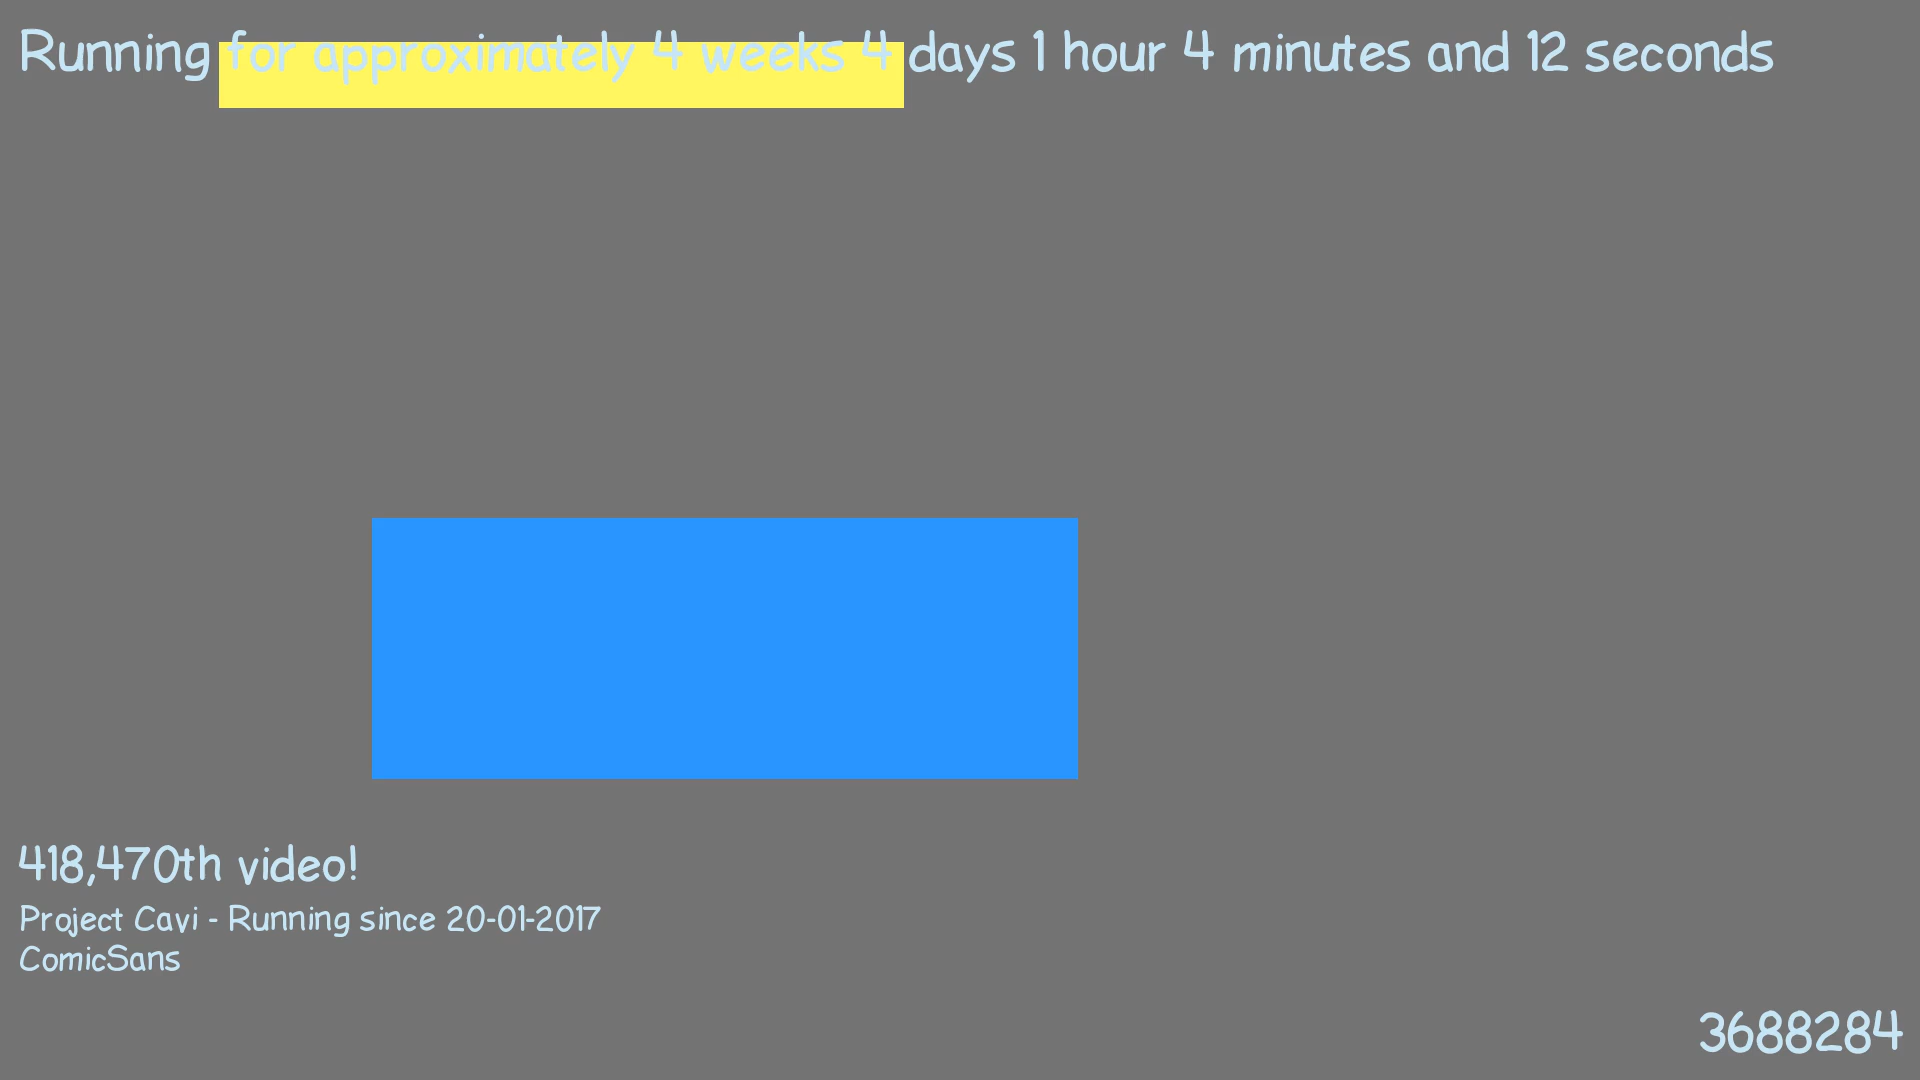 Running for approximately 4 weeks 4 days 1 hour 4 minutes and 12 seconds
418,470th video!
Project Cavi - Running since 20-01-2017
ComicSans
3688284